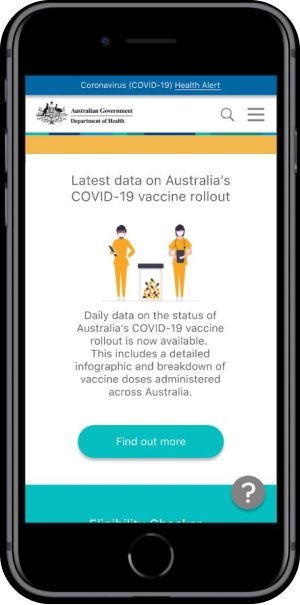 Coronavirus (COVID-19) Health Alert
Australian Government
Department of Health
Latest data on Australia's
COVID-19 vaccine rollout
Daily data on the status of
Australia's COVID-19 vaccine
rollout is now available.
This includes a detailed
infographic and breakdown of
vaccine doses administered
across Australia.
Find out more
?
Eligibility Checker